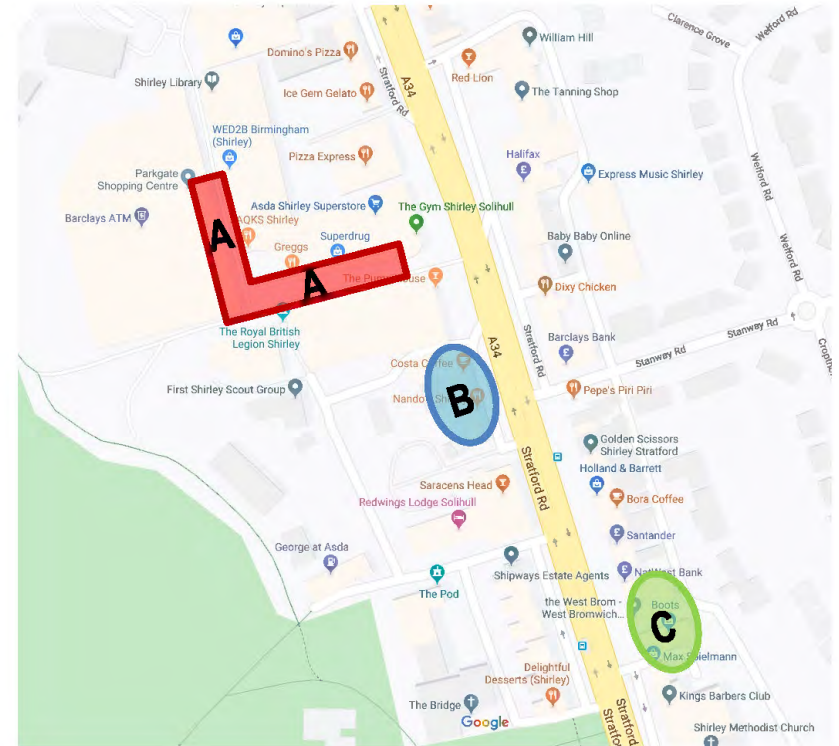 Clarence Grove
Welford Rd
William Hill
Domino's Pizza
A34
Stratford Rd
Red Lion
Shirley Library
Ice Gem Gelato
The Tanning Shop
WED2B Birmingham
(Shirley)
Pizza Express
Halifax
Parkgate
Shopping Centre
Express Music Shirley
Welford Rd
Asda Shirley Superstore
The Gym Shirley Solihull
Barclays ATM
AQKS Shirley
A
Superdrug
Baby Baby Online
Welford Rd
Greggs
A
Dixy Chicken
The Royal British
Legion Shirley
A34
Stratford Rd
Barclays Bank
Stanway Rd
Stanway Rd
Costa
First Shirley Scout Group
B
Pepe's Piri Piri
Golden Scissors
Shirley Stratford
Stratford Rd
Holland & Barrett
Saracens Head
Bora Coffee
Redwings Lodge Solihull
Santander
George at Asda
Shipways Estate Agents
NatWest Bank
The Pod
the West Brom -
West Bromwich...
Boots
C
Max Spielmann
Delightful
Desserts (Shirley)
The Bridge
Kings Barbers Club
Google
Shirley Methodist Church
Stratford